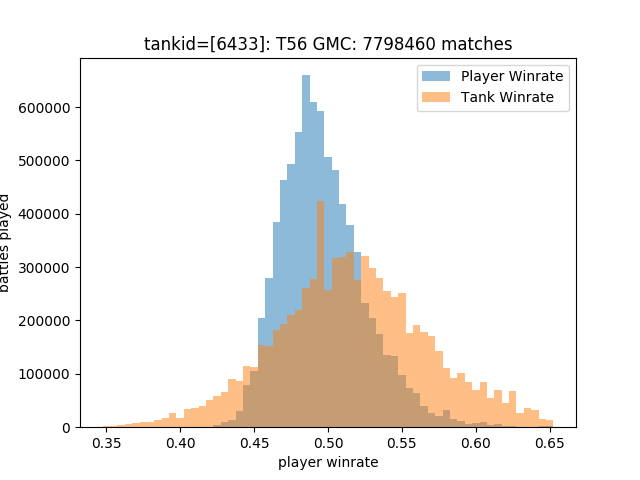 tankid=[6433]: T56 GMC: 7798460 matches
Player Winrate
Tank Winrate
600000
500000
400000
300000
200000
100000
0
battles played
0.35 0.40 0.45 0.50 0.55 0.60 0.65
player winrate